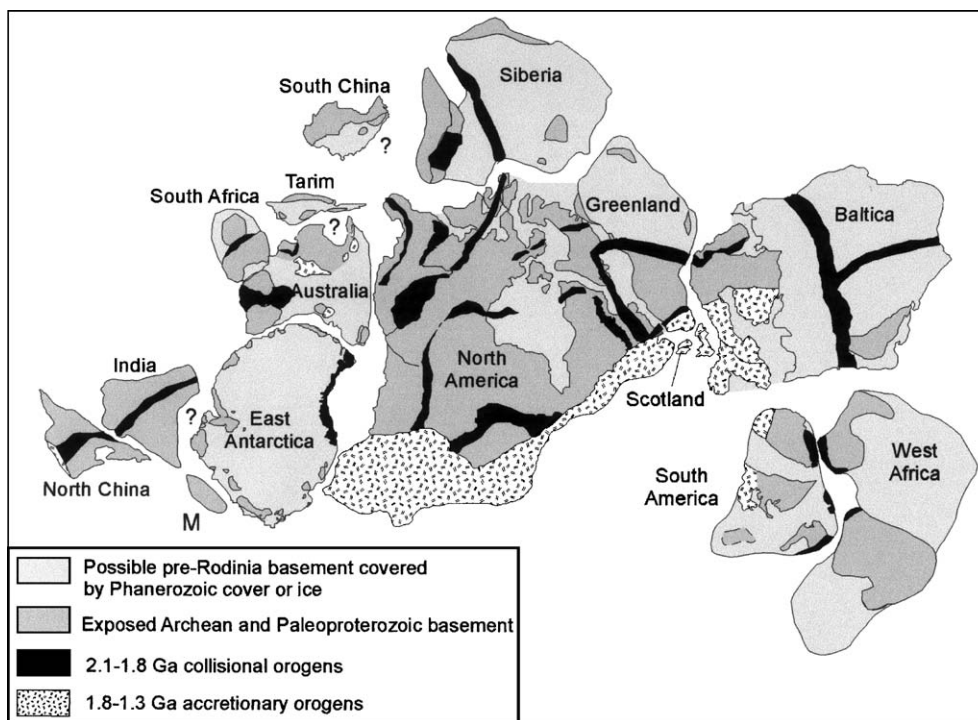 Siberia
South China
?
South Africa
Tarim
?
Greenland
Baltica
Australia
India
North
America
?
East
Antarctica
Scotland
North China
M
South
America
West
Africa
Possible pre-Rodinia basement covered
by Phanerozoic cover or ice
Exposed Archean and Paleoproterozoic basement
2.1-1.8 Ga collisional orogens
1.8-1.3 Ga accretionary orogens